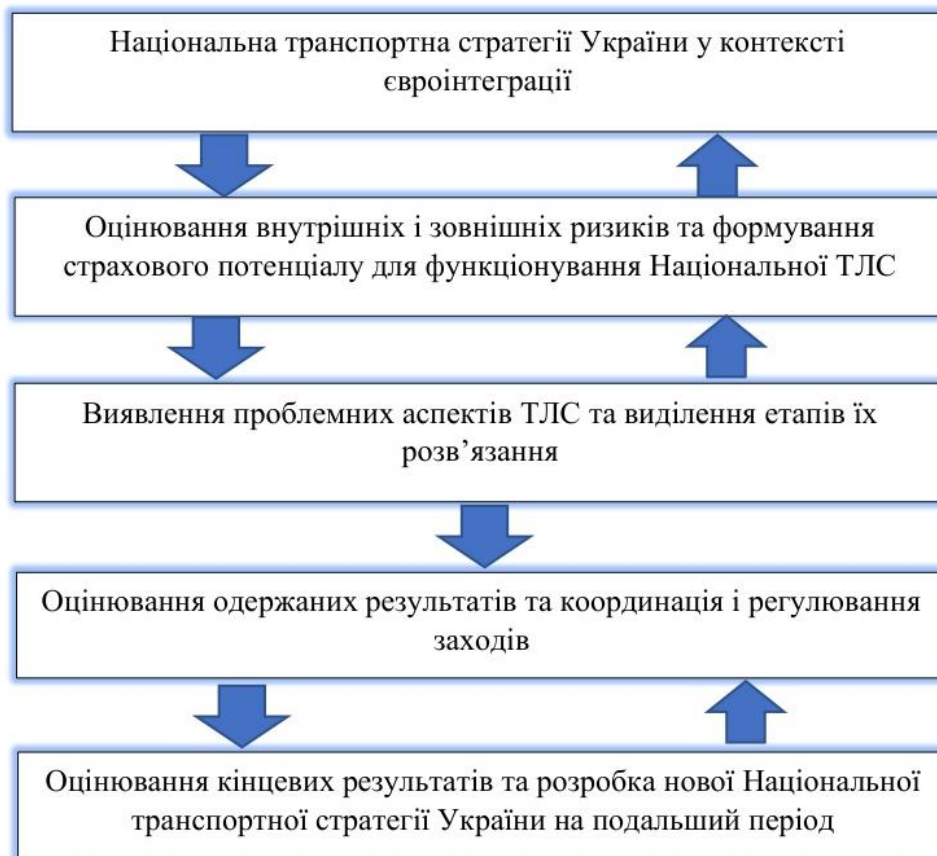 Національна транспортна стратегії України у контексті
євроінтеграції
Оцінювання внутрішніх і зовнішніх ризиків та формування
страхового потенціалу для функціонування Національної ТЛС
Виявлення проблемних аспектів ТЛС та виділення етапів їх
розв’язання
Оцінювання одержаних результатів та координація і регулювання
заходів
Оцінювання кінцевих результатів та розробка нової Національної
транспортної стратегії України на подальший період